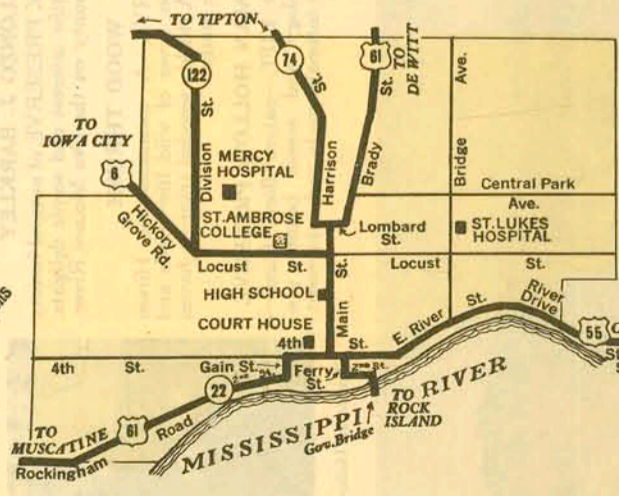 TO TIPTON
122
74
61
TO
DE WITT
St.
St.
St.
Ave.
TO
IOWA CITY
6
Hickory
Grove Rd.
Division
MERCY
HOSPITAL
Harrison
Brady
Bridge
Central Park
Ave.
ST. AMBROSE
COLLEGE
Lombard
St.
ST. LUKES
HOSPITAL
Locust St.
Locust St.
HIGH SCHOOL
Main St.
COURT HOUSE
4th St.
4th St.
E. River St.
River
Drive
55
Gain St.
2nd St.
Ferry
St.
2nd St.
22
TO
ROCK
ISLAND
TO
MUSCATINE
61
Rockingham Road
MISSISSIPPI RIVER
Gov. Bridge